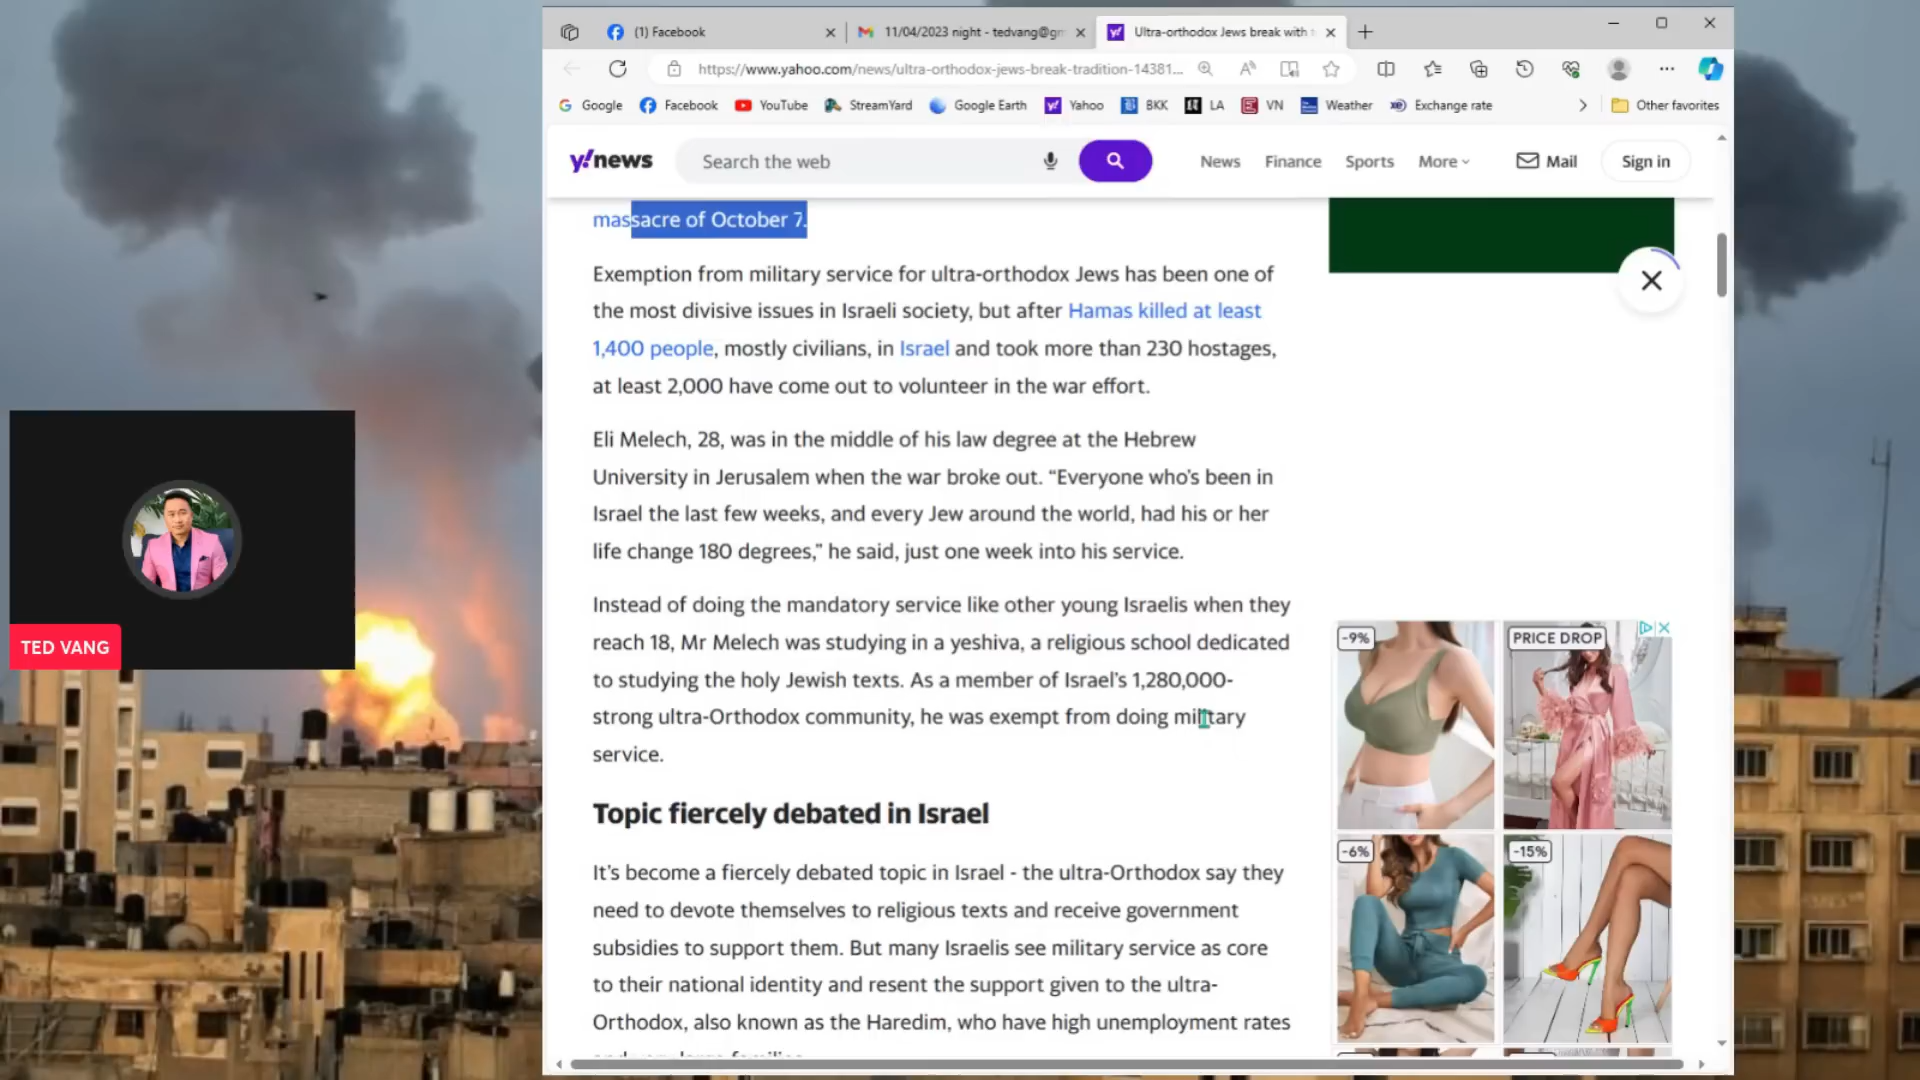 (1) Facebook
11/04/2023 night - tedvang@gm
Ultra-orthodox Jews break with
https://www.yahoo.com/news/ultra-orthodox-jews-break-tradition-14381...
Google
Facebook
YouTube
StreamYard
Google Earth
Yahoo
BKK
LA
VN
Weather
Exchange rate
Other favorites
y!news
Search the web
News
Finance
Sports
More
Mail
Sign in
massacre of October 7.
Exemption from military service for ultra-orthodox Jews has been one of
the most divisive issues in Israeli society, but after Hamas killed at least
1,400 people, mostly civilians, in Israel and took more than 230 hostages,
at least 2,000 have come out to volunteer in the war effort.
Eli Melech, 28, was in the middle of his law degree at the Hebrew
University in Jerusalem when the war broke out. “Everyone who’s been in
Israel the last few weeks, and every Jew around the world, had his or her
life change 180 degrees,” he said, just one week into his service.
Instead of doing the mandatory service like other young Israelis when they
reach 18, Mr Melech was studying in a yeshiva, a religious school dedicated
to studying the holy Jewish texts. As a member of Israel’s 1,280,000-
strong ultra-Orthodox community, he was exempt from doing military
service.
Topic fiercely debated in Israel
It’s become a fiercely debated topic in Israel - the ultra-Orthodox say they
need to devote themselves to religious texts and receive government
subsidies to support them. But many Israelis see military service as core
to their national identity and resent the support given to the ultra-
Orthodox, also known as the Haredim, who have high unemployment rates
-9%
PRICE DROP
-6%
-15%
TED VANG